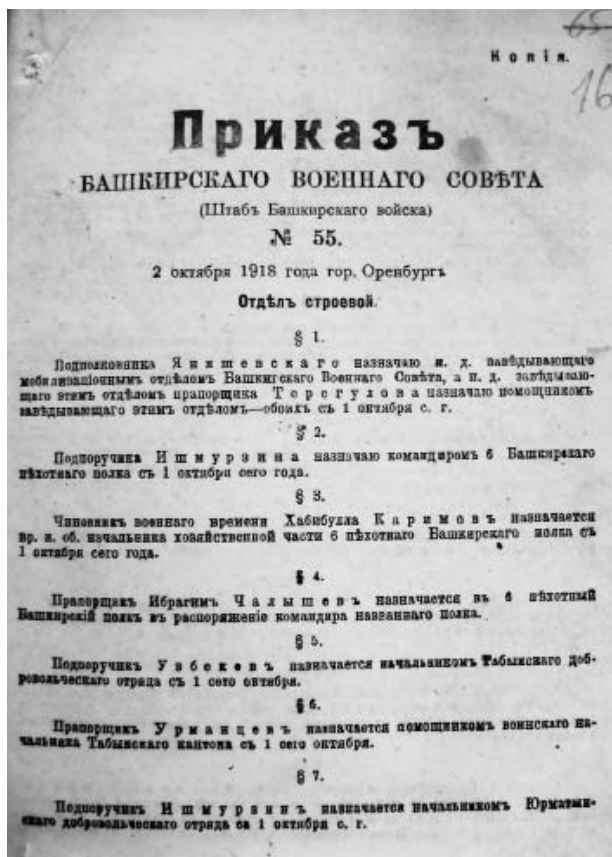 65
Копія.
16
Приказъ
БАШКИРСКАГО ВОЕННАГО СОВѢТА
(Штабъ Башкирскаго войска)
№ 55.
2 октября 1918 года гор. Оренбургъ
Отдѣлъ строевой.
§ 1.
Подполковника Янишевскаго назначаю и. д. завѣдывающаго
мобилизаціоннымъ отдѣломъ Башкирскаго Военнаго Совѣта, а и. д. завѣдываю-
щаго этимъ отдѣломъ прапорщика Терегулова назначаю помощникомъ
завѣдывающаго этимъ отдѣломъ—обоихъ съ 1 октября с. г.
§ 2.
Подпоручика Ишмурзина назначаю командиромъ 6 Башкирскаго
пѣхотнаго полка съ 1 октября сего года.
§ 3.
Чиновникъ военнаго времени Хабибулла Каримовъ назначается
вр. и. об. начальника хозяйственной части 6 пѣхотнаго Башкирскаго полка съ
1 октября сего года.
§ 4.
Прапорщикъ Ибрагимъ Чалышевъ назначается въ 6 пѣхотный
Башкирскій полкъ въ распоряженіе командира названнаго полка.
§ 5.
Подпоручикъ Узбековъ назначается начальникомъ Табынскаго доб-
ровольческаго отряда съ 1 сего октября.
§ 6.
Прапорщикъ Урманцевъ назначается помощникомъ воинскаго на-
чальника Табынскаго кантона съ 1 сего октября.
§ 7.
Подпоручикъ Ишмурзинъ назначается начальникомъ Юрматин-
скаго добровольческаго отряда съ 1 октября с. г.